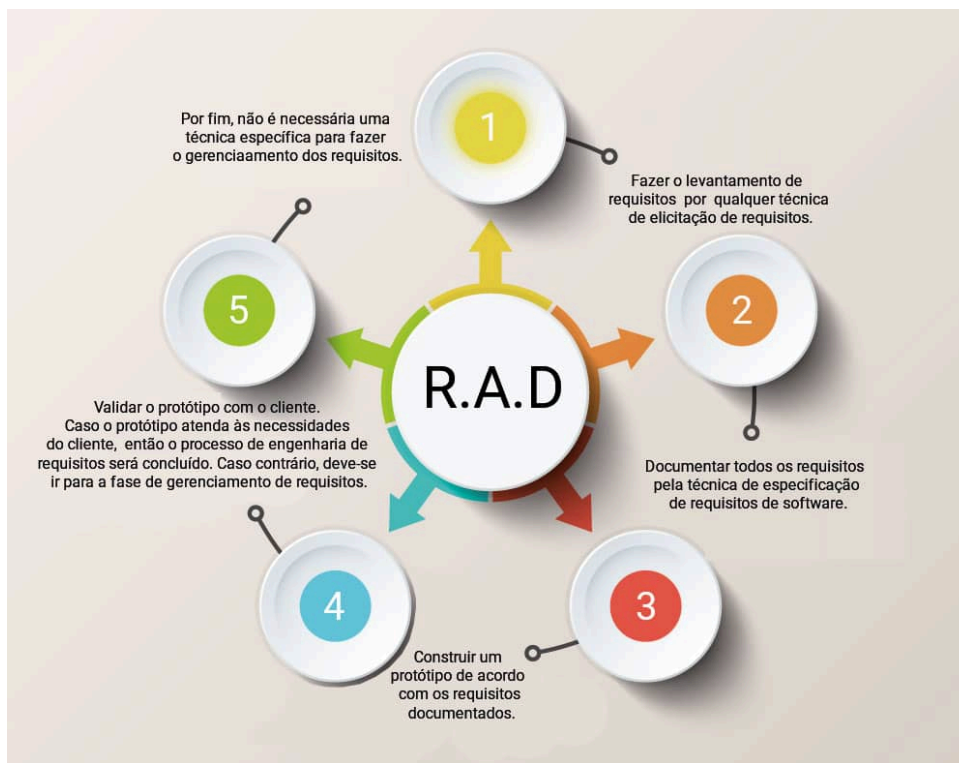 R.A.D
1
Fazer o levantamento de
requisitos por qualquer técnica
de elicitação de requisitos.
2
Documentar todos os requisitos
pela técnica de especificação
de requisitos de software.
3
Construir um
protótipo de acordo
com os requisitos
documentados.
4
Validar o protótipo com o cliente.
Caso o protótipo atenda às necessidades
do cliente, então o processo de engenharia de
requisitos será concluído. Caso contrário, deve-se
ir para a fase de gerenciamento de requisitos.
5
Por fim, não é necessária uma
técnica específica para fazer
o gerenciaamento dos requisitos.